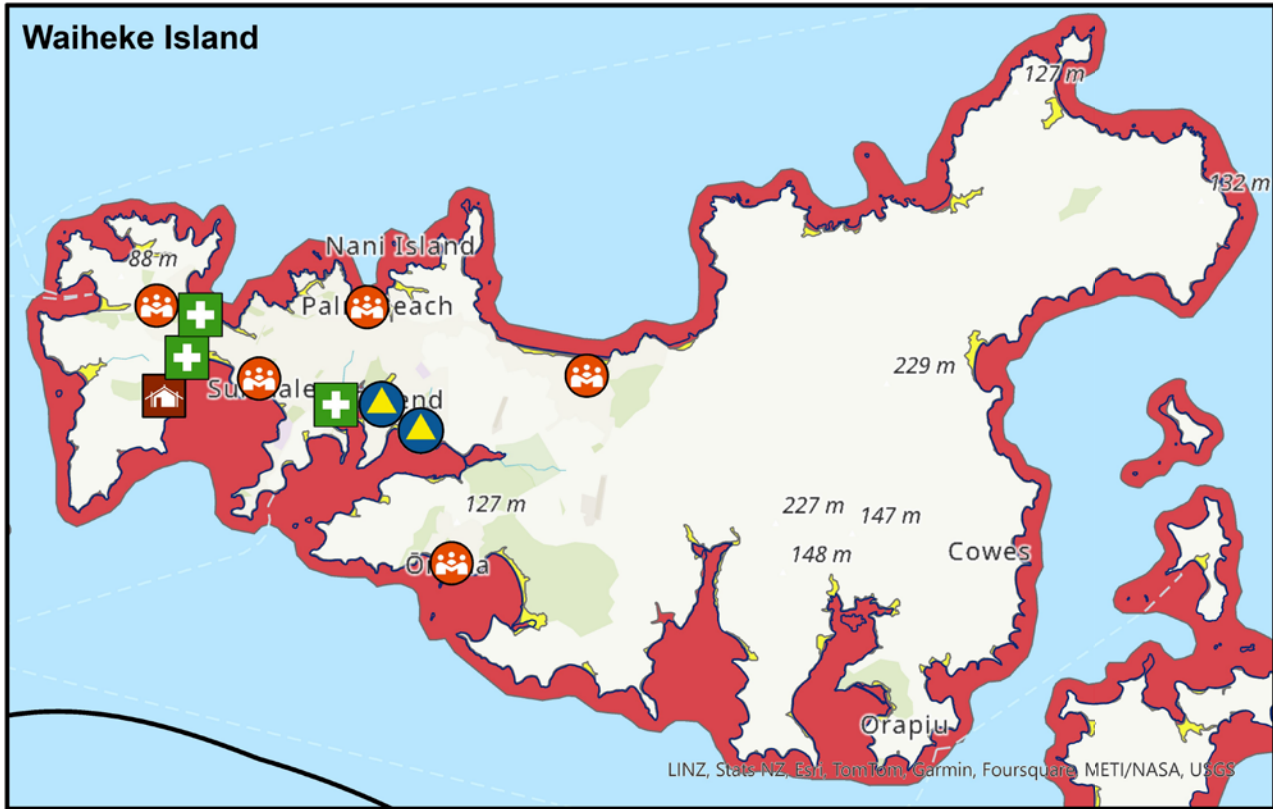 Waiheke Island
127 m
132 m
Nani Island
88 m
229 m
127 m
227 m
147 m
148 m
Cowes
Orapiu
LINZ, Stats NZ, Esri, TomTom, Garmin, Foursquare, METI/NASA, USGS